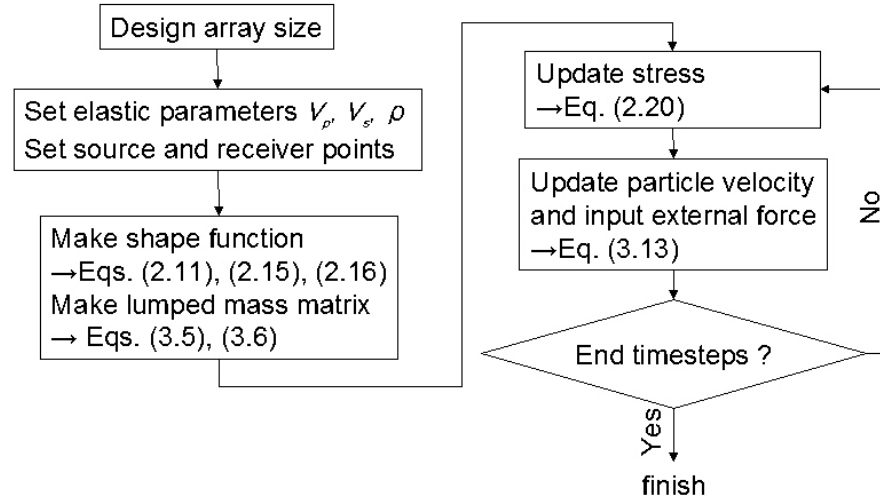 Design array size
Set elastic parameters Vp, Vs, ρ
Set source and receiver points
Make shape function
→Eqs. (2.11), (2.15), (2.16)
Make lumped mass matrix
→ Eqs. (3.5), (3.6)
Update stress
→Eq. (2.20)
Update particle velocity
and input external force
→Eq. (3.13)
End timesteps ?
No
Yes
finish